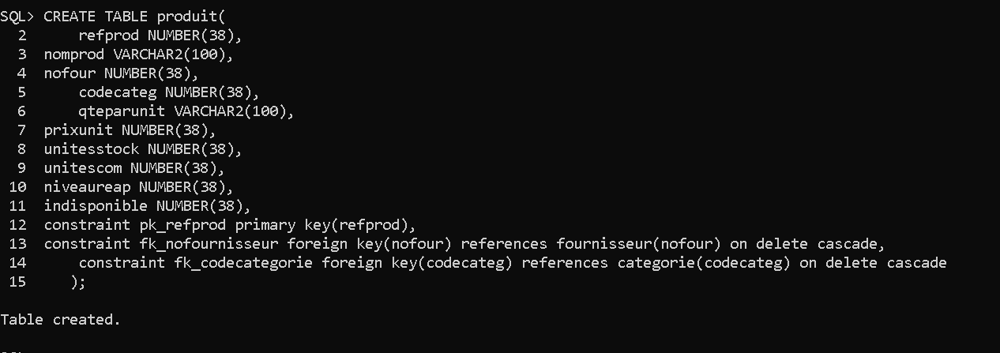 SQL> CREATE TABLE produit(
  2      refprod NUMBER(38),
  3  nomprod VARCHAR2(100),
  4  nofour NUMBER(38),
  5      codecateg NUMBER(38),
  6      qteparunit VARCHAR2(100),
  7  prixunit NUMBER(38),
  8  unitesstock NUMBER(38),
  9  unitescom NUMBER(38),
 10  niveaureap NUMBER(38),
 11  indisponible NUMBER(38),
 12  constraint pk_refprod primary key(refprod),
 13  constraint fk_nofournisseur foreign key(nofour) references fournisseur(nofour) on delete cascade,
 14      constraint fk_codecategorie foreign key(codecateg) references categorie(codecateg) on delete cascade
 15     );
Table created.